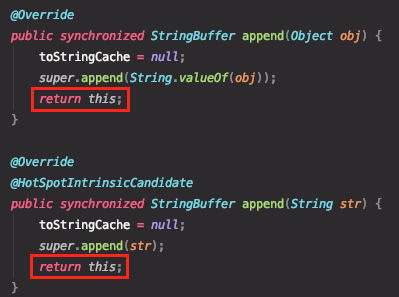 @Override
public synchronized StringBuffer append(Object obj) {
    toStringCache = null;
    super.append(String.valueOf(obj));
    return this;
}

@Override
@HotSpotIntrinsicCandidate
public synchronized StringBuffer append(String str) {
    toStringCache = null;
    super.append(str);
    return this;
}